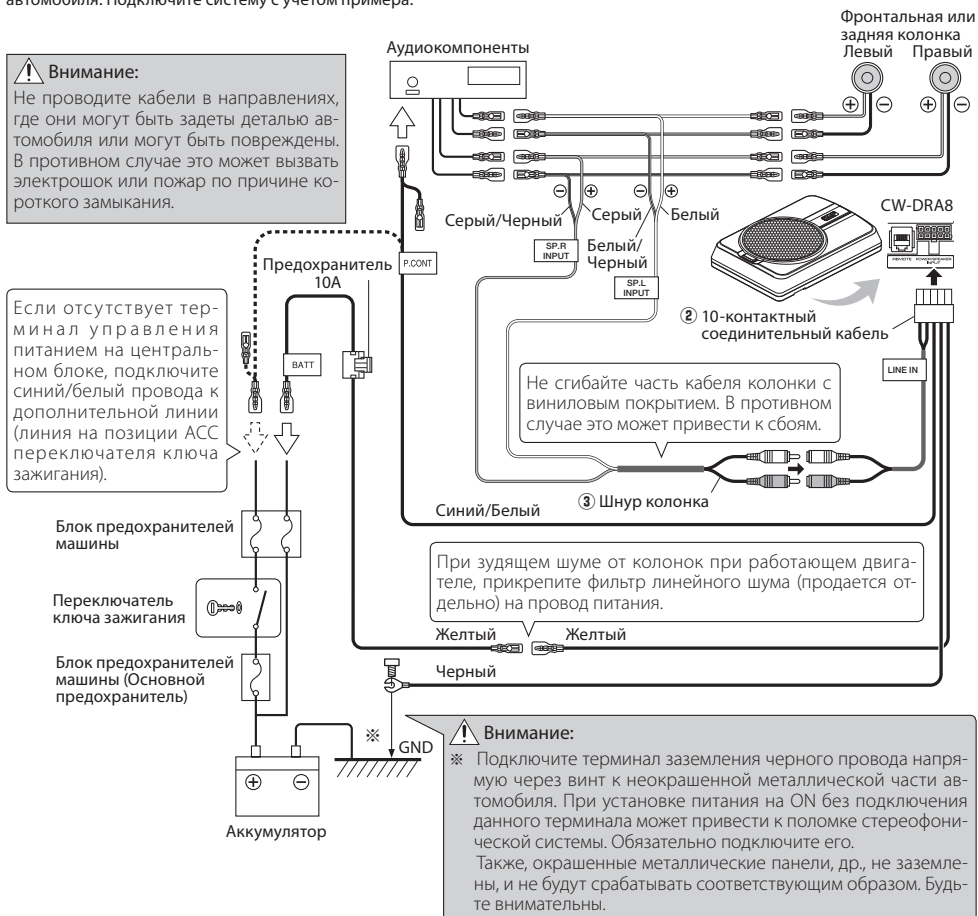 автомобиля. Подключите систему с учетом примера.
Фронтальная или
задняя колонка
Левый Правый
Аудиокомпоненты
Внимание:
Не проводите кабели в направлениях,
где они могут быть задеты деталью ав-
томобиля или могут быть повреждены.
В противном случае это может вызвать
электрошок или пожар по причине ко-
роткого замыкания.
⊕ ⊖ ⊕ ⊖
⊖ ⊕ ⊖ ⊕
Серый/Черный
Серый
Белый
Белый/
Черный
SP.R
INPUT
SP.L
INPUT
CW-DRA8
REMOTE POWER/SPEAKER
INPUT
P.CONT
Предохранитель
10А
② 10-контактный
соединительный кабель
LINE IN
BATT
Если отсутствует тер-
минал управления
питанием на централь-
ном блоке, подключите
синий/белый провода к
дополнительной линии
(линия на позиции АСС
переключателя ключа
зажигания).
Не сгибайте часть кабеля колонки с
виниловым покрытием. В противном
случае это может привести к сбоям.
③ Шнур колонка
Синий/Белый
Блок предохранителей
машины
При зудящем шуме от колонок при работающем двига-
теле, прикрепите фильтр линейного шума (продается от-
дельно) на провод питания.
Переключатель
ключа зажигания
Желтый Желтый
Блок предохранителей
машины (Основной
предохранитель)
Черный
※
GND
⊕ ⊖
Аккумулятор
Внимание:
※ Подключите терминал заземления черного провода напря-
мую через винт к неокрашенной металлической части ав-
томобиля. При установке питания на ON без подключения
данного терминала может привести к поломке стереофони-
ческой системы. Обязательно подключите его.
Также, окрашенные металлические панели, др., не заземле-
ны, и не будут срабатывать соответствующим образом. Будь-
те внимательны.